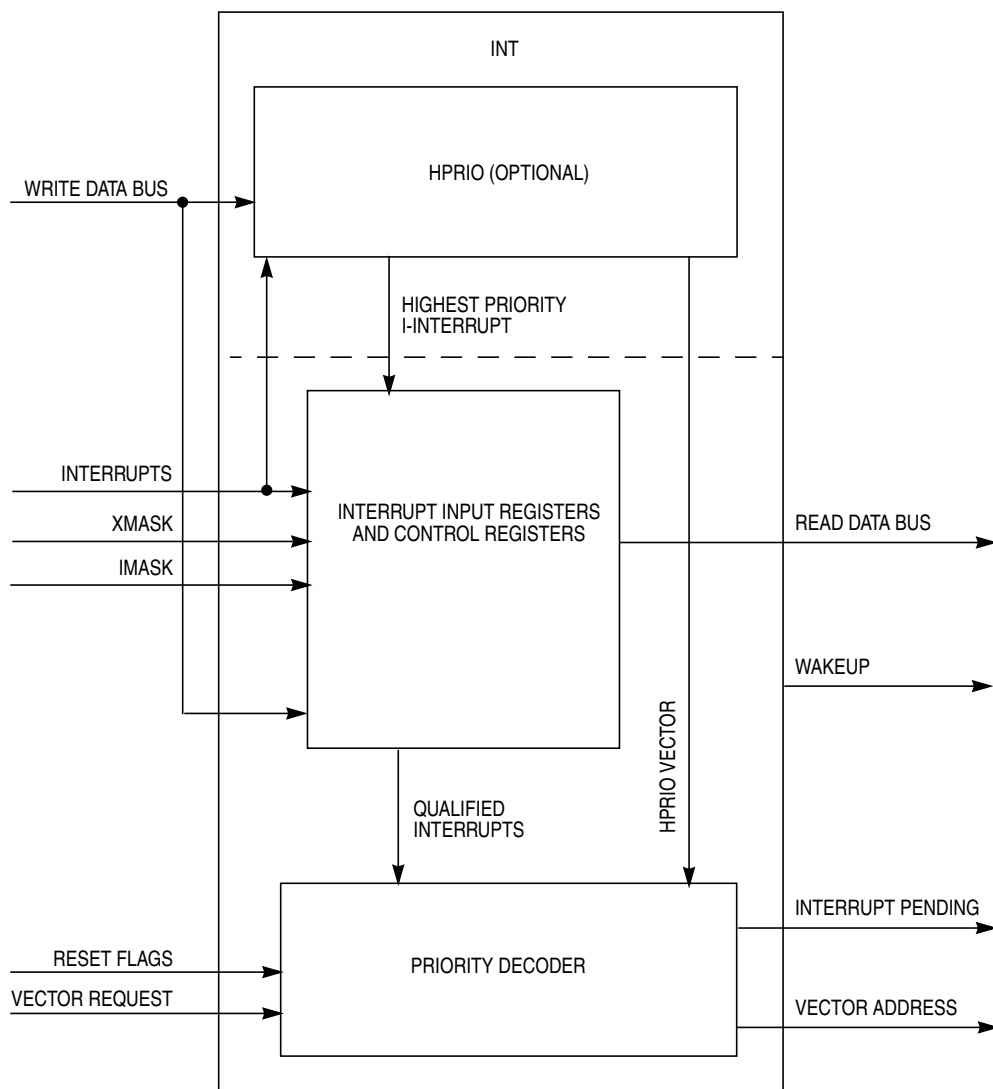 INT
HPRIO (OPTIONAL)
WRITE DATA BUS
HIGHEST PRIORITY
I-INTERRUPT
INTERRUPTS
XMASK
IMASK
INTERRUPT INPUT REGISTERS
AND CONTROL REGISTERS
READ DATA BUS
WAKEUP
HPRIO VECTOR
QUALIFIED
INTERRUPTS
INTERRUPT PENDING
RESET FLAGS
PRIORITY DECODER
VECTOR REQUEST
VECTOR ADDRESS